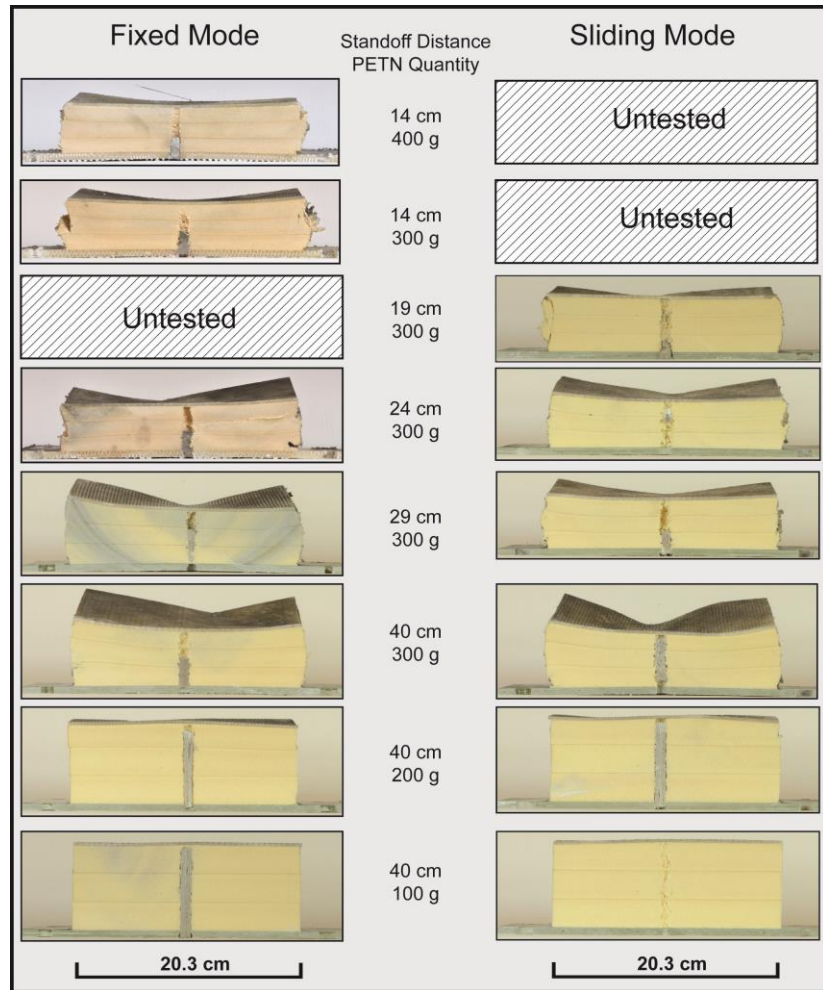 Fixed Mode
Standoff Distance
PETN Quantity
Sliding Mode
14 cm
400 g
Untested
14 cm
300 g
Untested
Untested
19 cm
300 g
24 cm
300 g
29 cm
300 g
40 cm
300 g
40 cm
200 g
40 cm
100 g
20.3 cm
20.3 cm